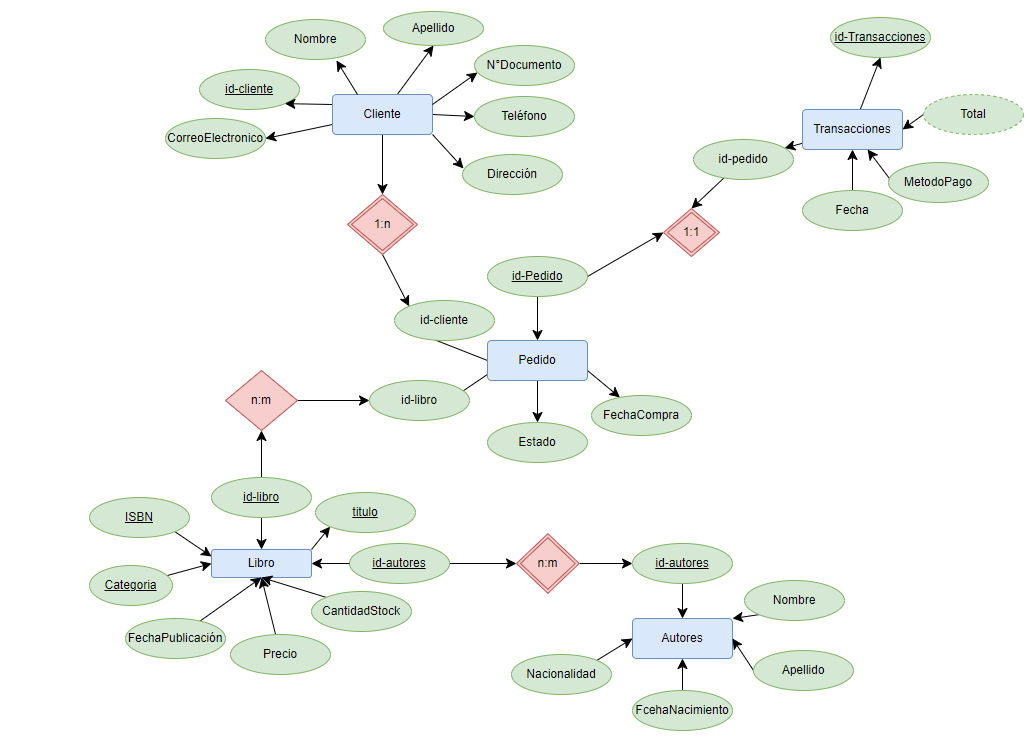 Apellido
Nombre
id-Transacciones
N°Documento
id-cliente
Cliente
Teléfono
Total
CorreoElectronico
Transacciones
id-pedido
Dirección
MetodoPago
Fecha
1:n
1:1
id-Pedido
id-cliente
Pedido
n:m
id-libro
FechaCompra
Estado
id-libro
ISBN
titulo
Libro
id-autores
n:m
id-autores
Categoria
CantidadStock
Nombre
FechaPublicación
Autores
Precio
Nacionalidad
Apellido
FcehaNacimiento